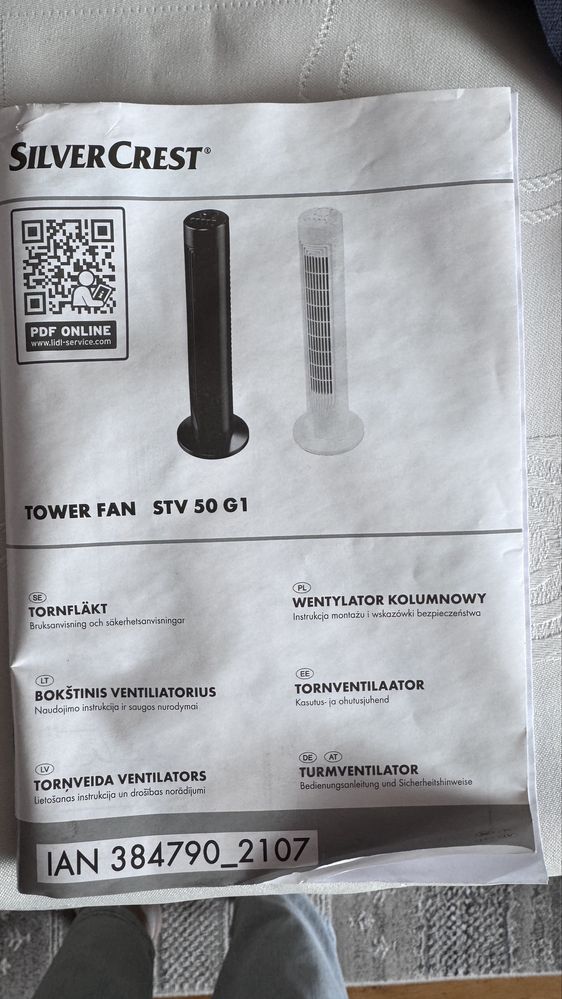 SILVERCREST®
PDF ONLINE
www.lidl-service.com
TOWER FAN STV 50 G1
SE
TORNFLÄKT
Bruksanvisning och säkerhetsanvisningar
PL
WENTYLATOR KOLUMNOWY
Instrukcja montażu i wskazówki bezpieczeństwa
LT
BOKŠTINIS VENTILIATORIUS
Naudojimo instrukcija ir saugos nurodymai
EE
TORNVENTILAATOR
Kasutus- ja ohutusjuhend
LV
TORŅVEIDA VENTILATORS
Lietošanas instrukcija un drošības norādījumi
DE AT
TURMVENTILATOR
Bedienungsanleitung und Sicherheitshinweise
IAN 384790_2107